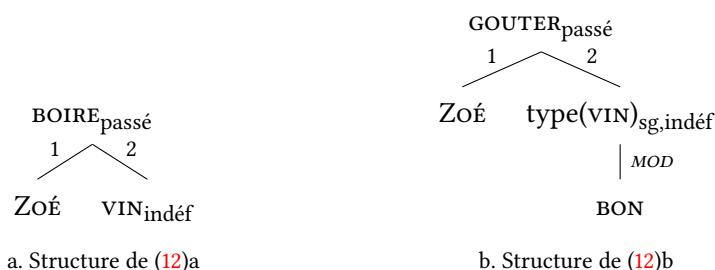 GOUTERpassé
1 2
BOIREpassé
ZOÉ type(VIN)sg,indéf
1 2
MOD
ZOÉ VINindéf
BON
a. Structure de (12)a
b. Structure de (12)b